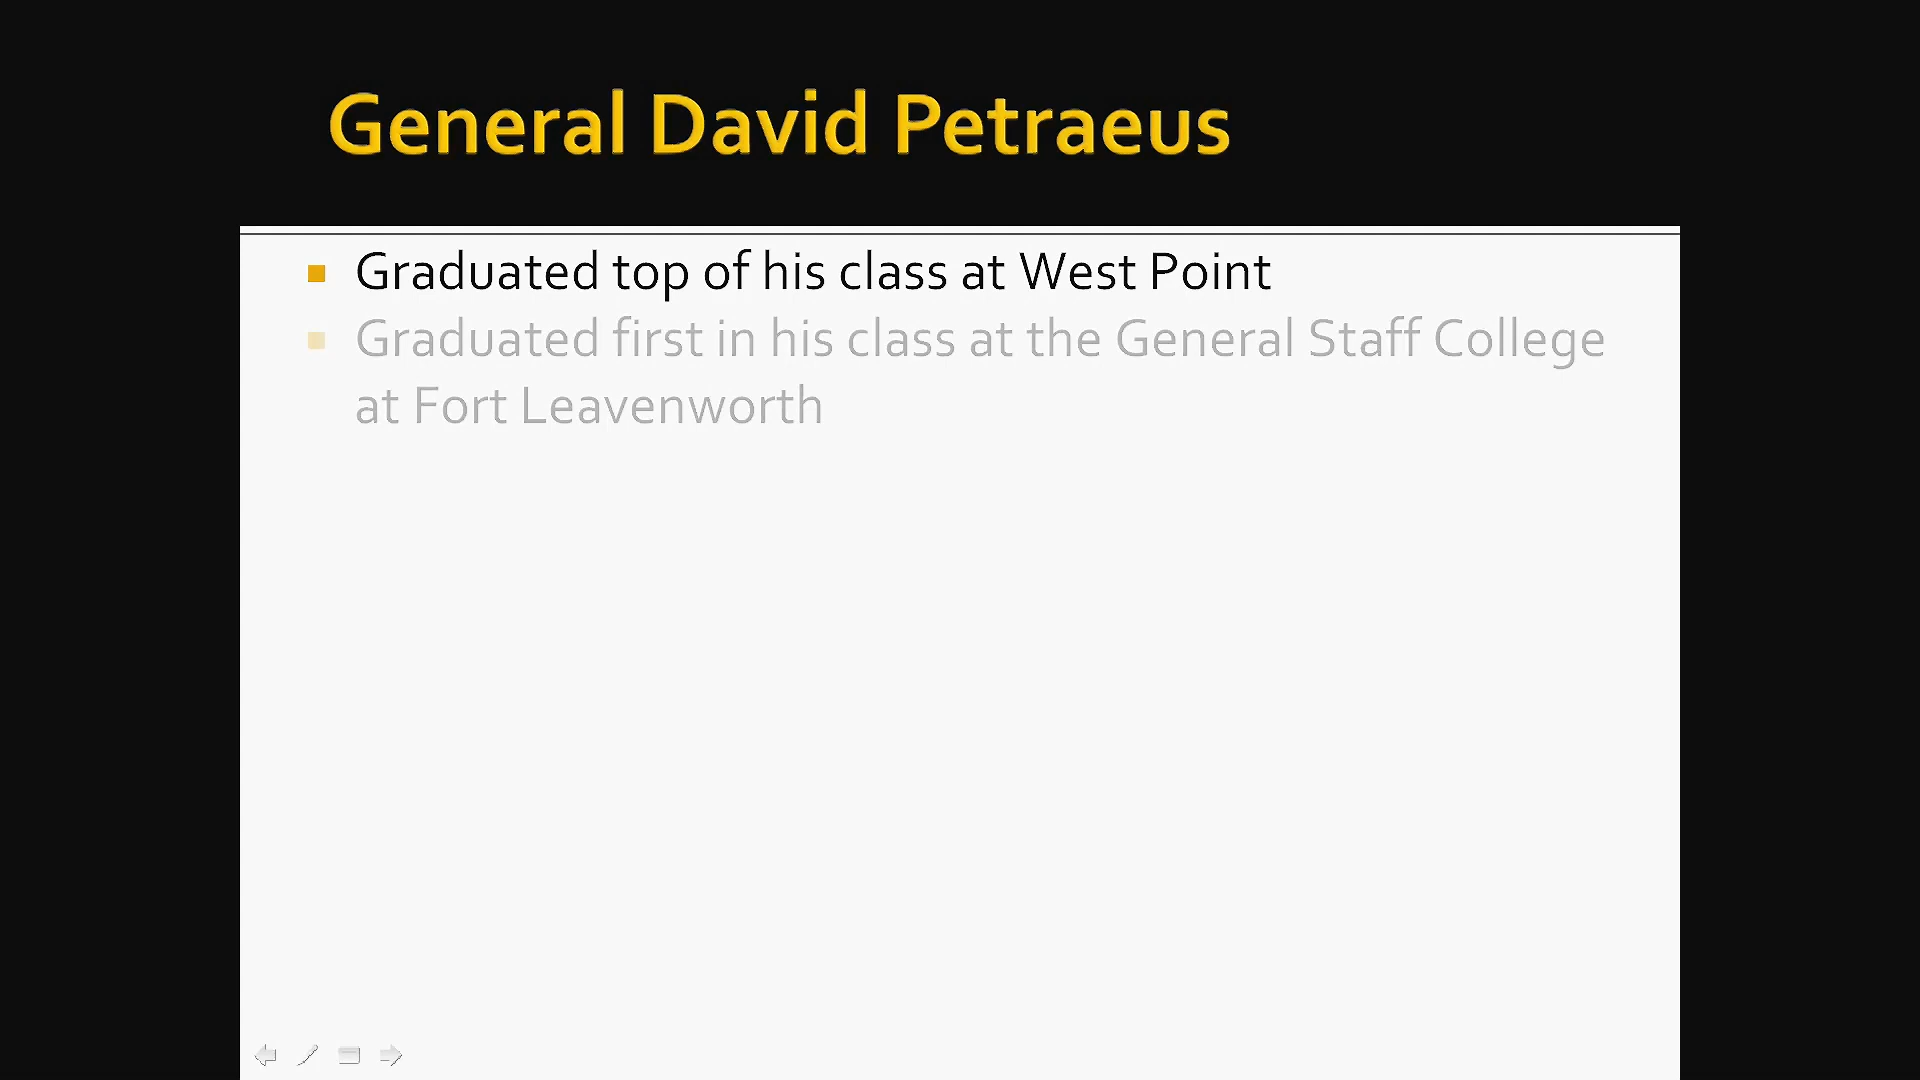 General David Petraeus
Graduated top of his class at West Point
Graduated first in his class at the General Staff College
at Fort Leavenworth